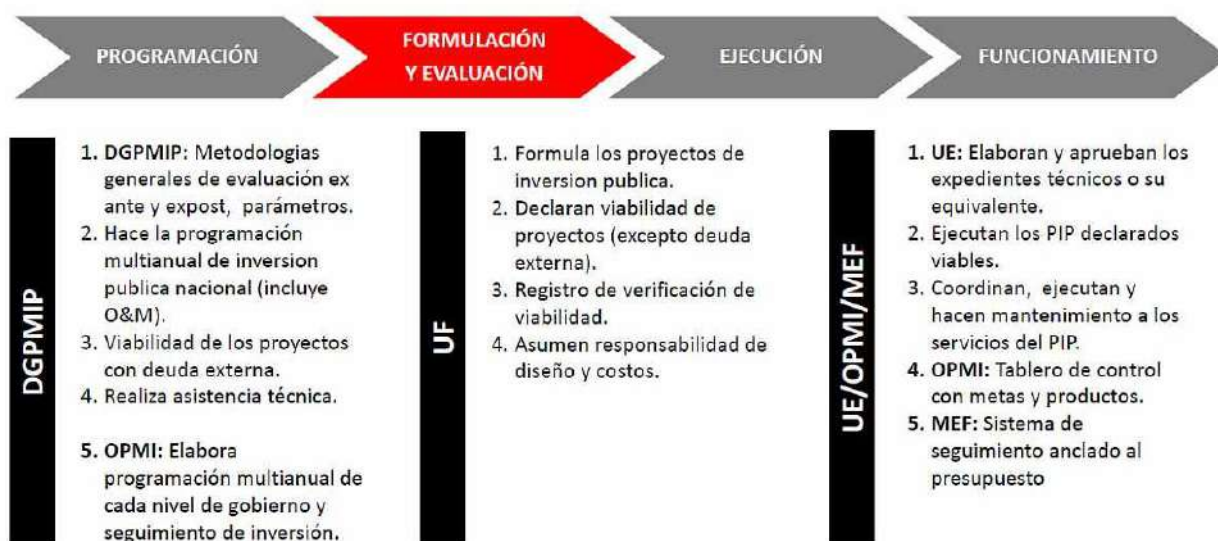 PROGRAMACIÓN
FORMULACIÓN
Y EVALUACIÓN
EJECUCIÓN
FUNCIONAMIENTO
DGPMIP
1. DGPMIP: Metodologias
generales de evaluación ex
ante y expost, parámetros.
2. Hace la programación
multianual de inversion
publica nacional (incluye
O&M).
3. Viabilidad de los proyectos
con deuda externa.
4. Realiza asistencia técnica.
5. OPMI: Elabora
programación multianual de
cada nivel de gobierno y
seguimiento de inversión.
UF
1. Formula los proyectos de
inversion publica.
2. Declaran viabilidad de
proyectos (excepto deuda
externa).
3. Registro de verificación de
viabilidad.
4. Asumen responsabilidad de
diseño y costos.
UE/OPMI/MEF
1. UE: Elaboran y aprueban los
expedientes técnicos o su
equivalente.
2. Ejecutan los PIP declarados
viables.
3. Coordinan, ejecutan y
hacen mantenimiento a los
servicios del PIP.
4. OPMI: Tablero de control
con metas y productos.
5. MEF: Sistema de
seguimiento anclado al
presupuesto